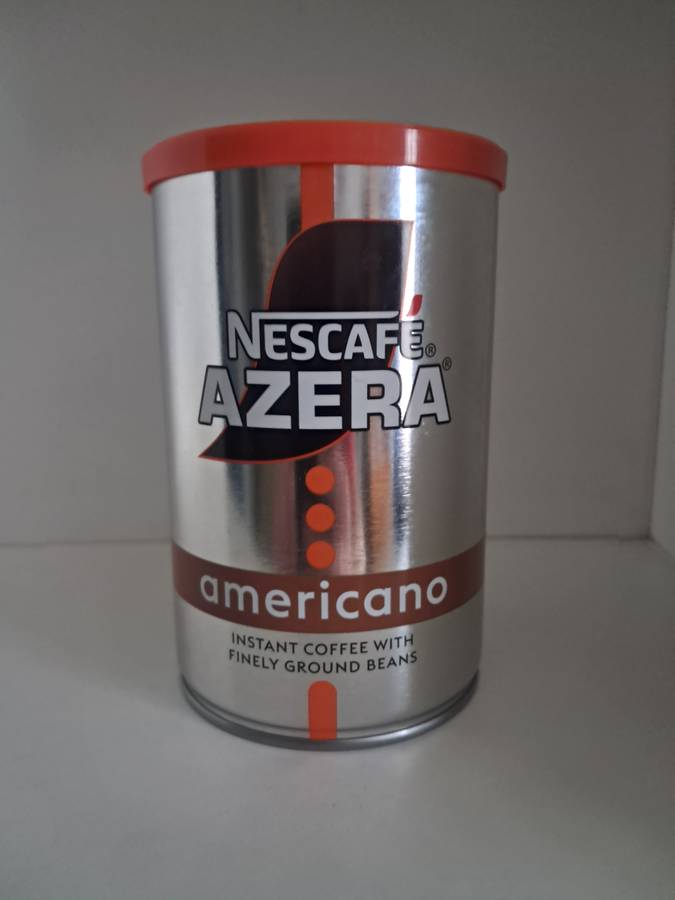 NESCAFÉ®
AZERA®
americano
INSTANT COFFEE WITH
FINELY GROUND BEANS